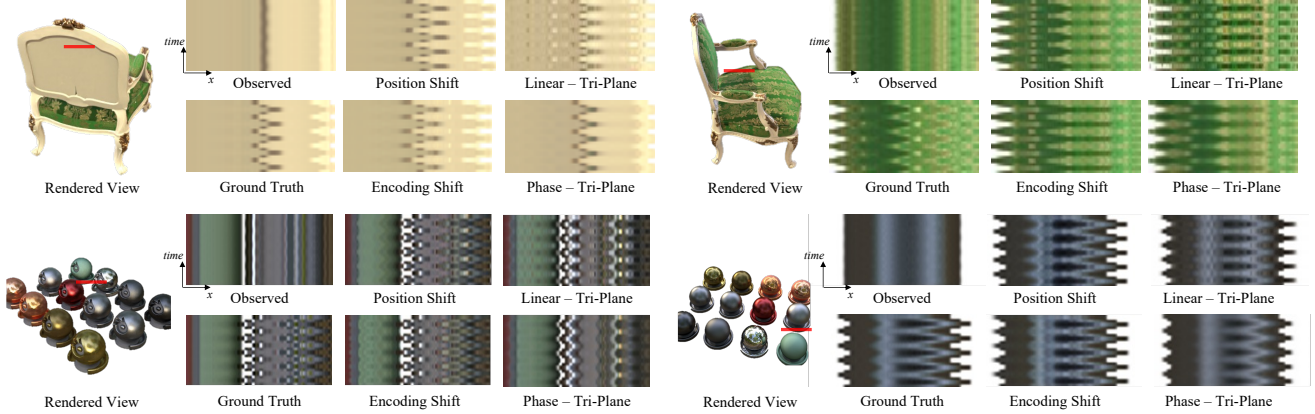 time
x
Observed
Position Shift
Linear – Tri-Plane
Rendered View
Ground Truth
Encoding Shift
Phase – Tri-Plane
time
x
Observed
Position Shift
Linear – Tri-Plane
Rendered View
Ground Truth
Encoding Shift
Phase – Tri-Plane
time
x
Observed
Position Shift
Linear – Tri-Plane
Rendered View
Ground Truth
Encoding Shift
Phase – Tri-Plane
time
x
Observed
Position Shift
Linear – Tri-Plane
Rendered View
Ground Truth
Encoding Shift
Phase – Tri-Plane